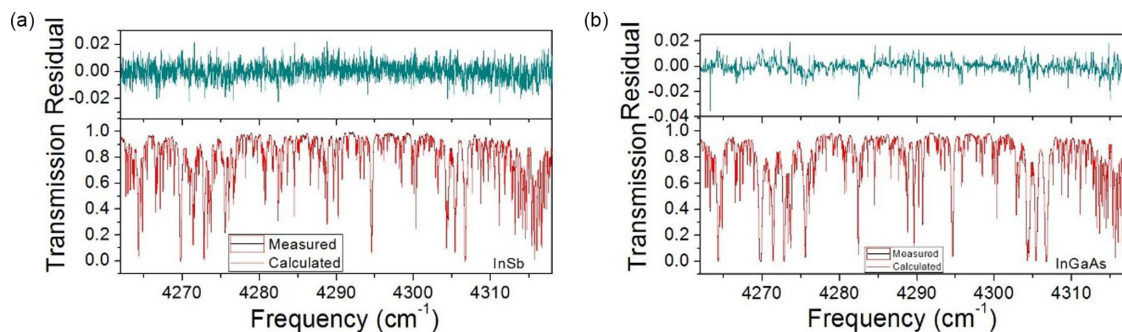 (a)
Residual
0.02
0.00
-0.02
Transmission
1.0
0.8
0.6
0.4
0.2
0.0
Measured
Calculated
InSb
4270 4280 4290 4300 4310
Frequency (cm-1)
(b)
Residual
0.02
0.00
-0.02
-0.04
Transmission
1.0
0.8
0.6
0.4
0.2
0.0
Measured
Calculated
InGaAs
4270 4280 4290 4300 4310
Frequency (cm-1)